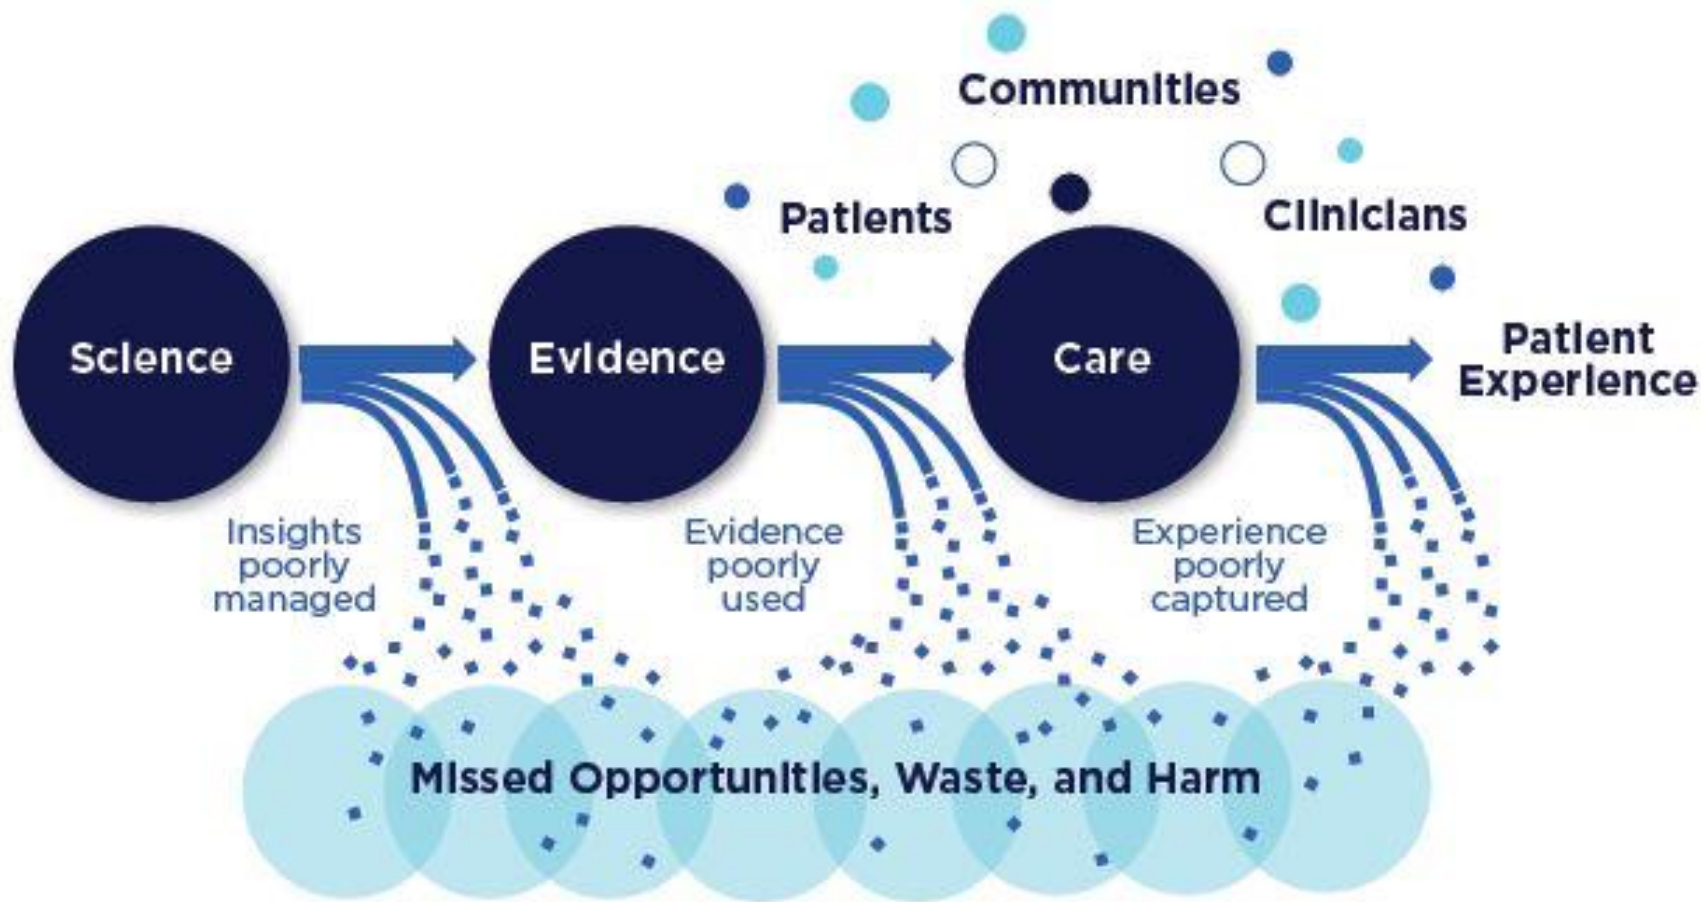 Communities
Patients
Clinicians
Science
Evidence
Care
Patient
Experience
Insights
poorly
managed
Evidence
poorly
used
Experience
poorly
captured
Missed Opportunities, Waste, and Harm